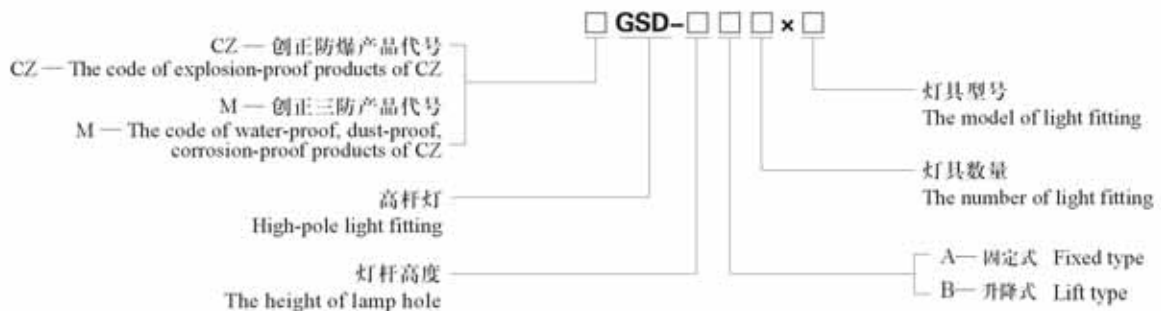 □ GSD-□ □ □ × □
CZ — 创正防爆产品代号
CZ — The code of explosion-proof products of CZ
M — 创正三防产品代号
M — The code of water-proof, dust-proof,
corrosion-proof products of CZ
高杆灯
High-pole light fitting
灯杆高度
The height of lamp hole
灯具型号
The model of light fitting
灯具数量
The number of light fitting
A— 固定式 Fixed type
B— 升降式 Lift type